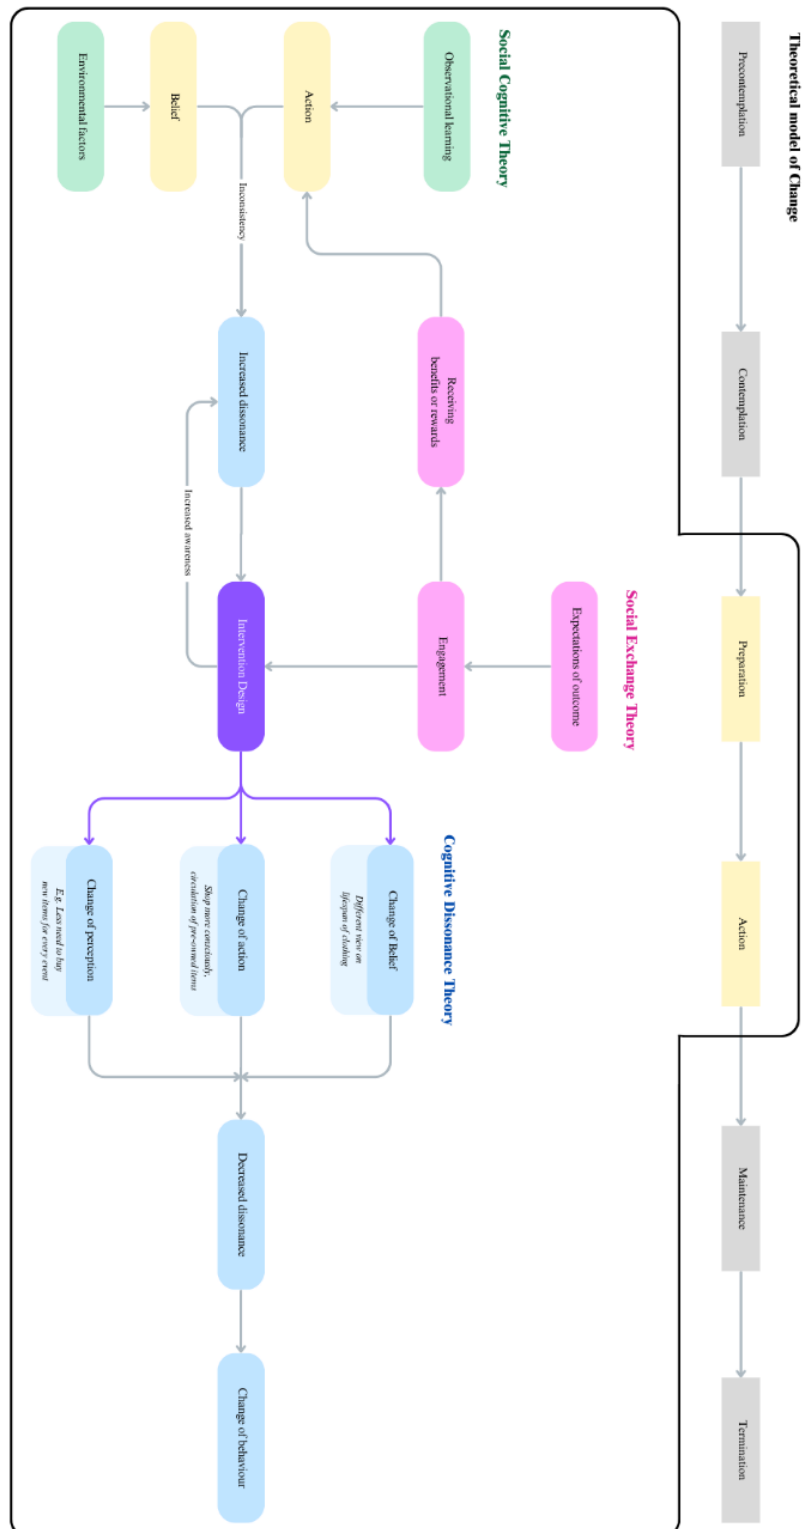 Theoretical model of Change
Precontemplation
Contemplation
Preparation
Action
Maintenance
Termination
Social Cognitive Theory
Social Exchange Theory
Cognitive Dissonance Theory
Observational learning
Action
Belief
Environmental factors
Inconsistency
Receiving
benefits or rewards
Increased dissonance
Increased awareness
Expectations of outcome
Engagement
Intervention Design
Change of Belief
Different view on
lifespan of clothing
Change of action
Shop more consciously,
circulation of pre-owned items
Change of perception
E.g. Less need to buy
new items for every event
Decreased dissonance
Change of behaviour